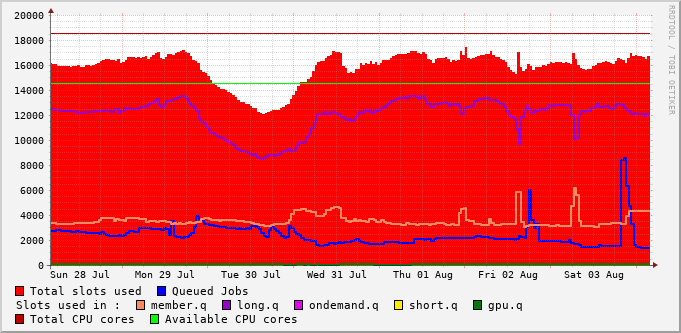 20000
18000
16000
14000
12000
10000
8000
6000
4000
2000
0
Sun 28 Jul Mon 29 Jul Tue 30 Jul Wed 31 Jul Thu 01 Aug Fri 02 Aug Sat 03 Aug
Total slots used Queued Jobs
Slots used in : member.q long.q ondemand.q short.q gpu.q
Total CPU cores Available CPU cores
RRDTOOL / TOBI OETIKER